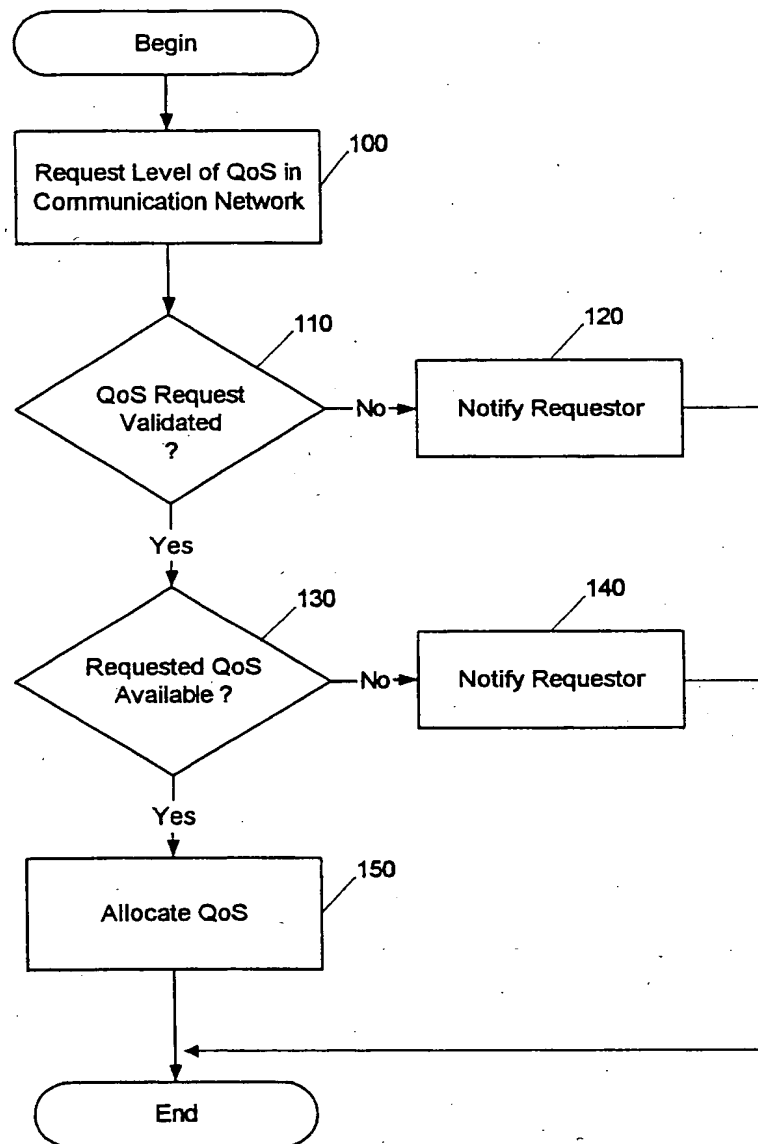 Begin
100
Request Level of QoS in
Communication Network
110
QoS Request
Validated
?
No
120
Notify Requestor
Yes
130
Requested QoS
Available ?
No
140
Notify Requestor
Yes
150
Allocate QoS
End